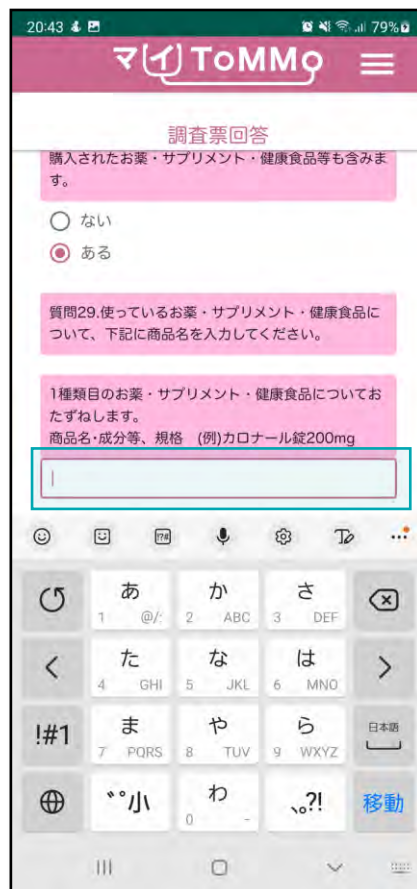 20:43 79%
マイToMMo
調査票回答
購入されたお薬・サプリメント・健康食品等も含みま
す。
ない
ある
質問29.使っているお薬・サプリメント・健康食品に
ついて、下記に商品名を入力してください。
1種類目のお薬・サプリメント・健康食品についてお
たずねします。
商品名・成分等、規格 (例)カロナール錠200mg
!?#
あ か さ
1 @/: 2 ABC 3 DEF
た な は
4 GHI 5 JKL 6 MNO
!#1 ま や ら 日本語
7 PQRS 8 TUV 9 WXYZ
゛゜小 わ 、。?! 移動
0 -